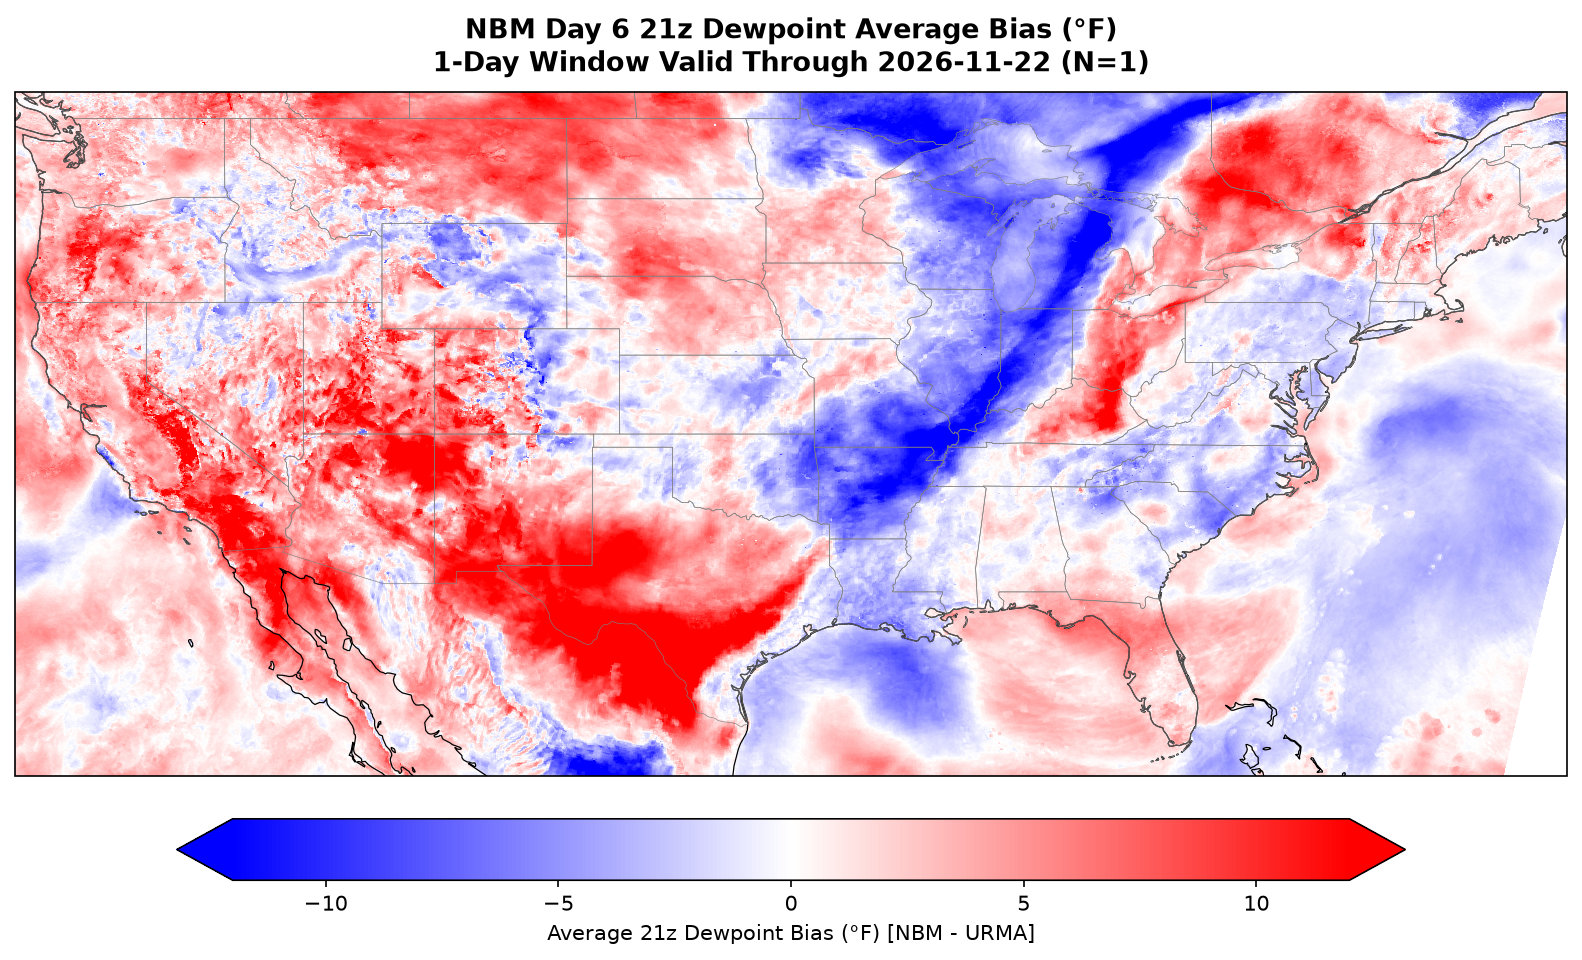 NBM Day 6 21z Dewpoint Average Bias (°F)
1-Day Window Valid Through 2026-11-22 (N=1)
−10 −5 0 5 10
Average 21z Dewpoint Bias (°F) [NBM - URMA]